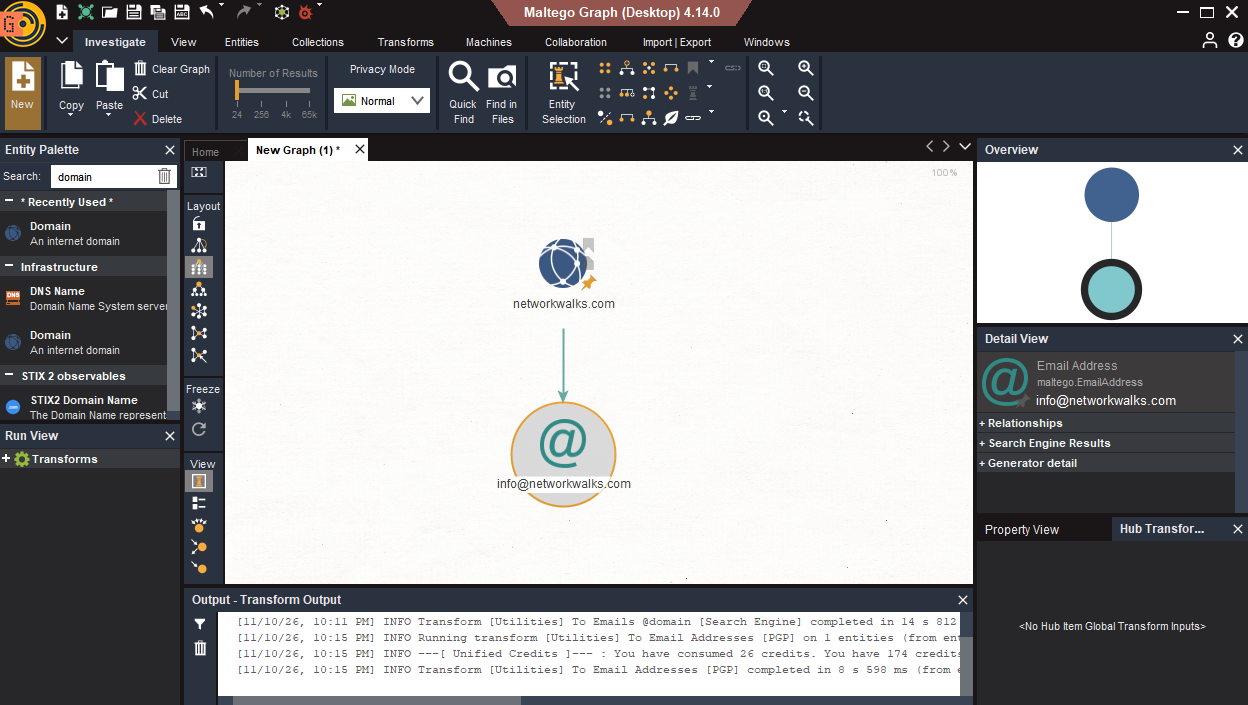 Maltego Graph (Desktop) 4.14.0
Investigate View Entities Collections Transforms Machines Collaboration Import | Export Windows
New
Copy
Paste
Clear Graph
Cut
Delete
Number of Results
24 256 4k 65k
Privacy Mode
Normal
Quick
Find
Find in
Files
Entity
Selection
Entity Palette
Search: domain
* Recently Used *
Domain
An internet domain
Infrastructure
DNS Name
Domain Name System server
Domain
An internet domain
STIX 2 observables
STIX2 Domain Name
The Domain Name represent
Run View
+ Transforms
Home
New Graph (1) *
Layout
Freeze
View
100%
networkwalks.com
@
info@networkwalks.com
Output - Transform Output
[11/10/26, 10:11 PM] INFO Transform [Utilities] To Emails @domain [Search Engine] completed in 14 s 812
[11/10/26, 10:15 PM] INFO Running transform [Utilities] To Email Addresses [PGP] on 1 entities (from ent
[11/10/26, 10:15 PM] INFO ---[ Unified Credits ]--- : You have consumed 26 credits. You have 174 credits
[11/10/26, 10:15 PM] INFO Transform [Utilities] To Email Addresses [PGP] completed in 8 s 598 ms (from e
Overview
Detail View
@
Email Address
maltego.EmailAddress
info@networkwalks.com
+ Relationships
+ Search Engine Results
+ Generator detail
Property View
Hub Transfor...
<No Hub Item Global Transform Inputs>